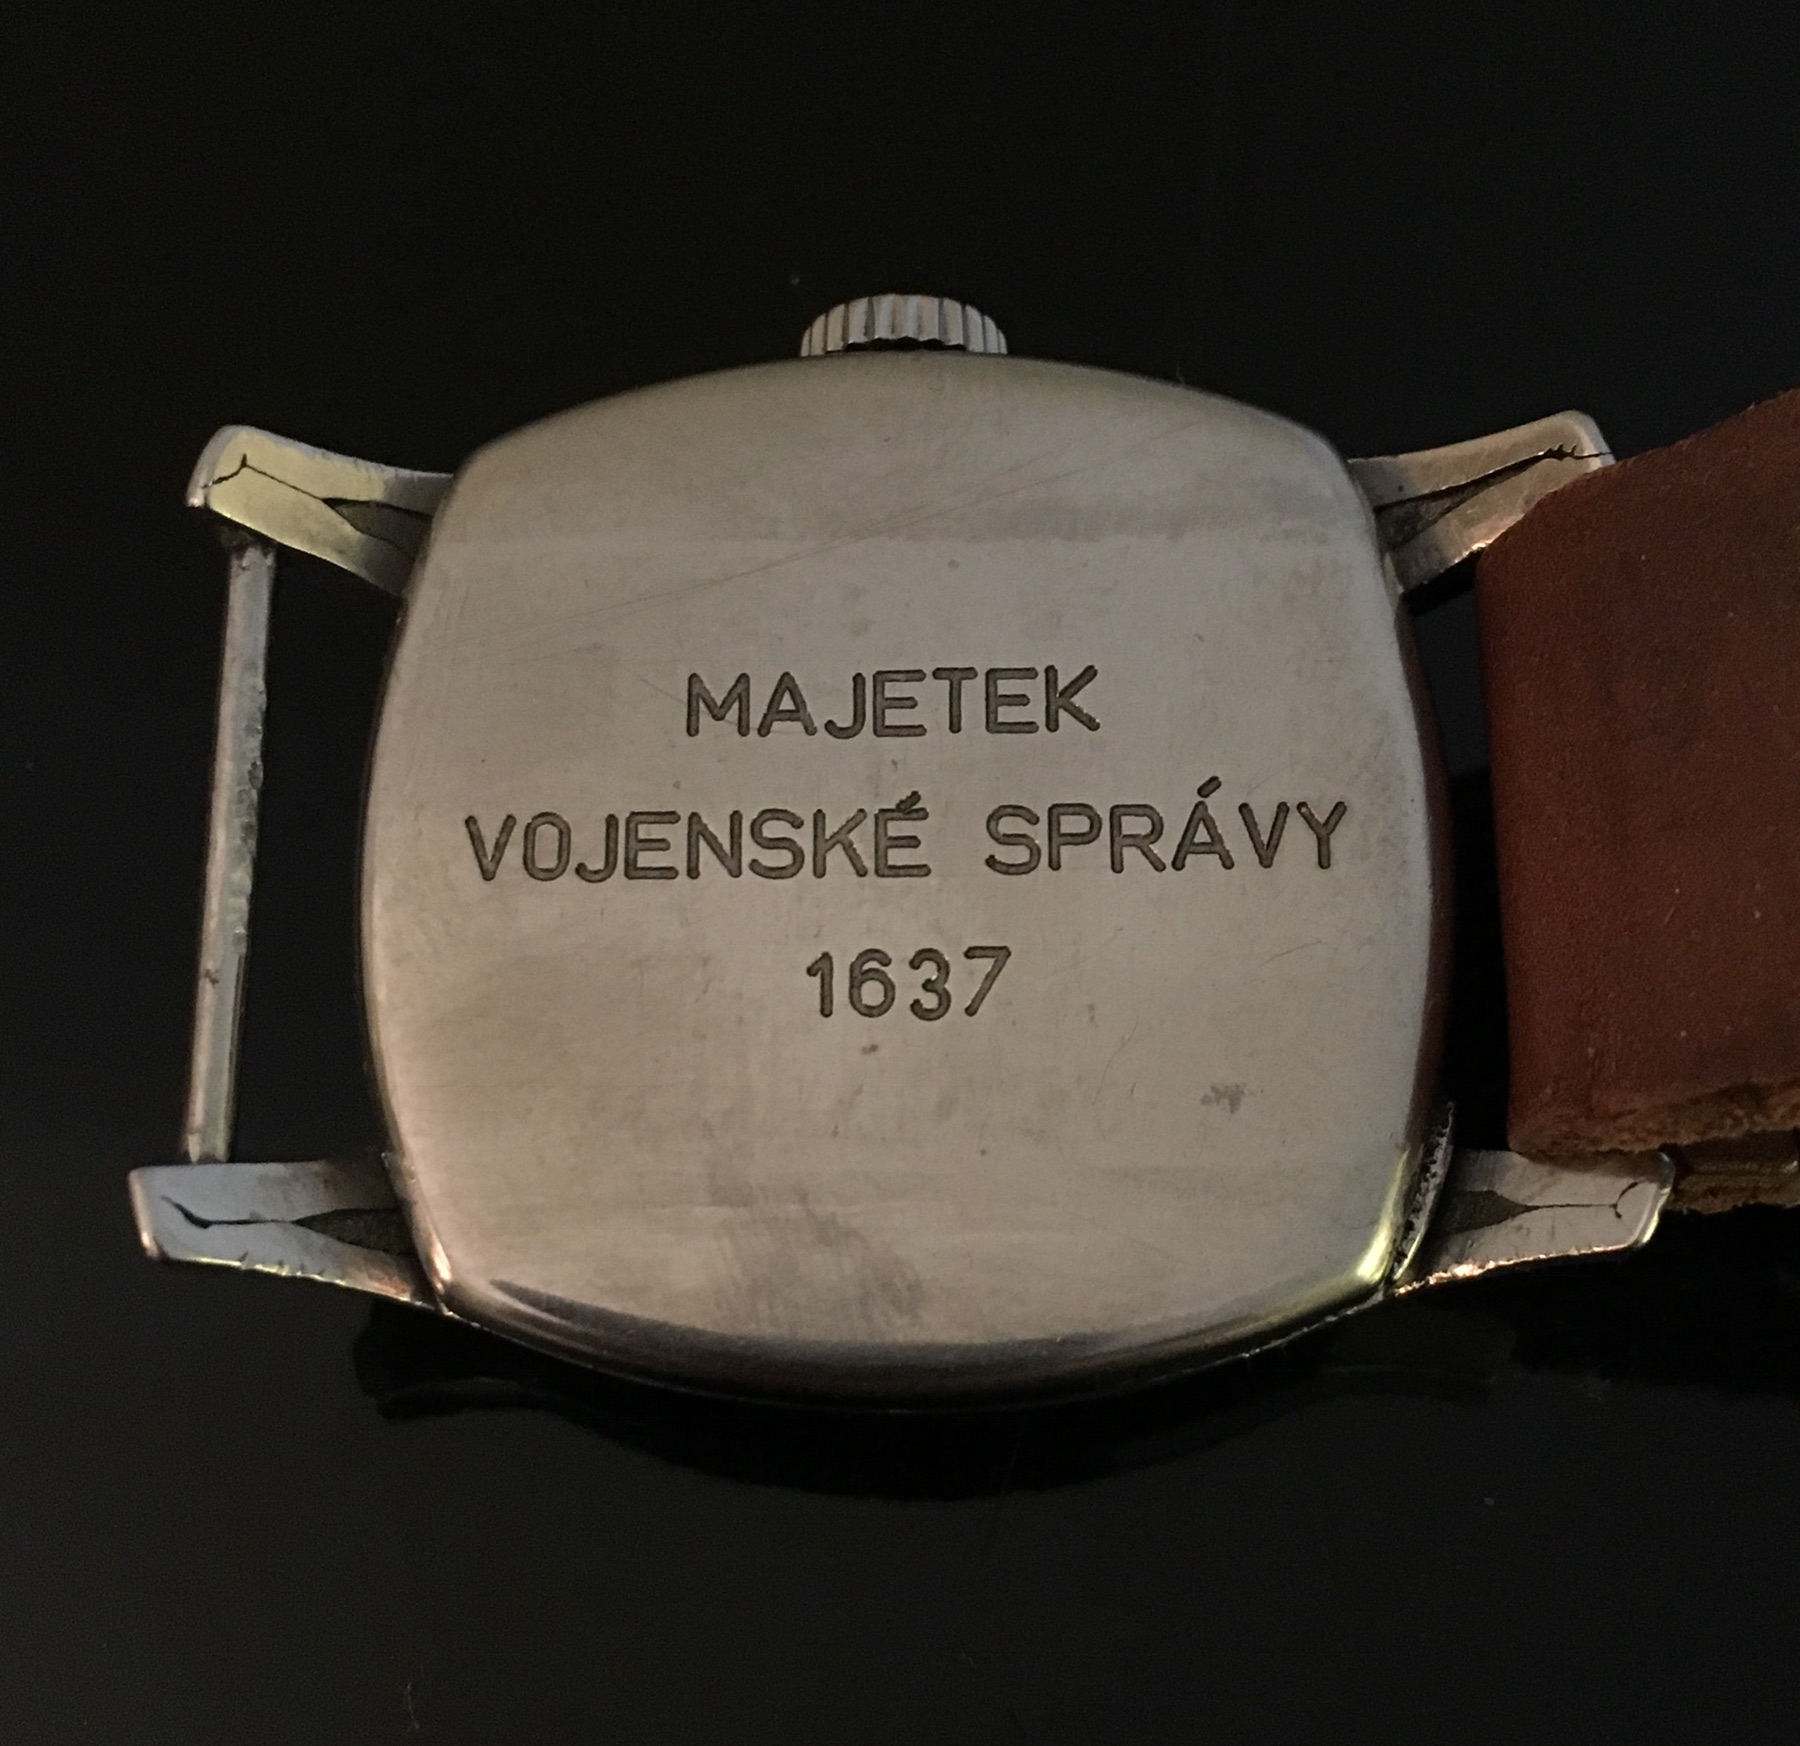 MAJETEK
VOJENSKÉ SPRÁVY
1637